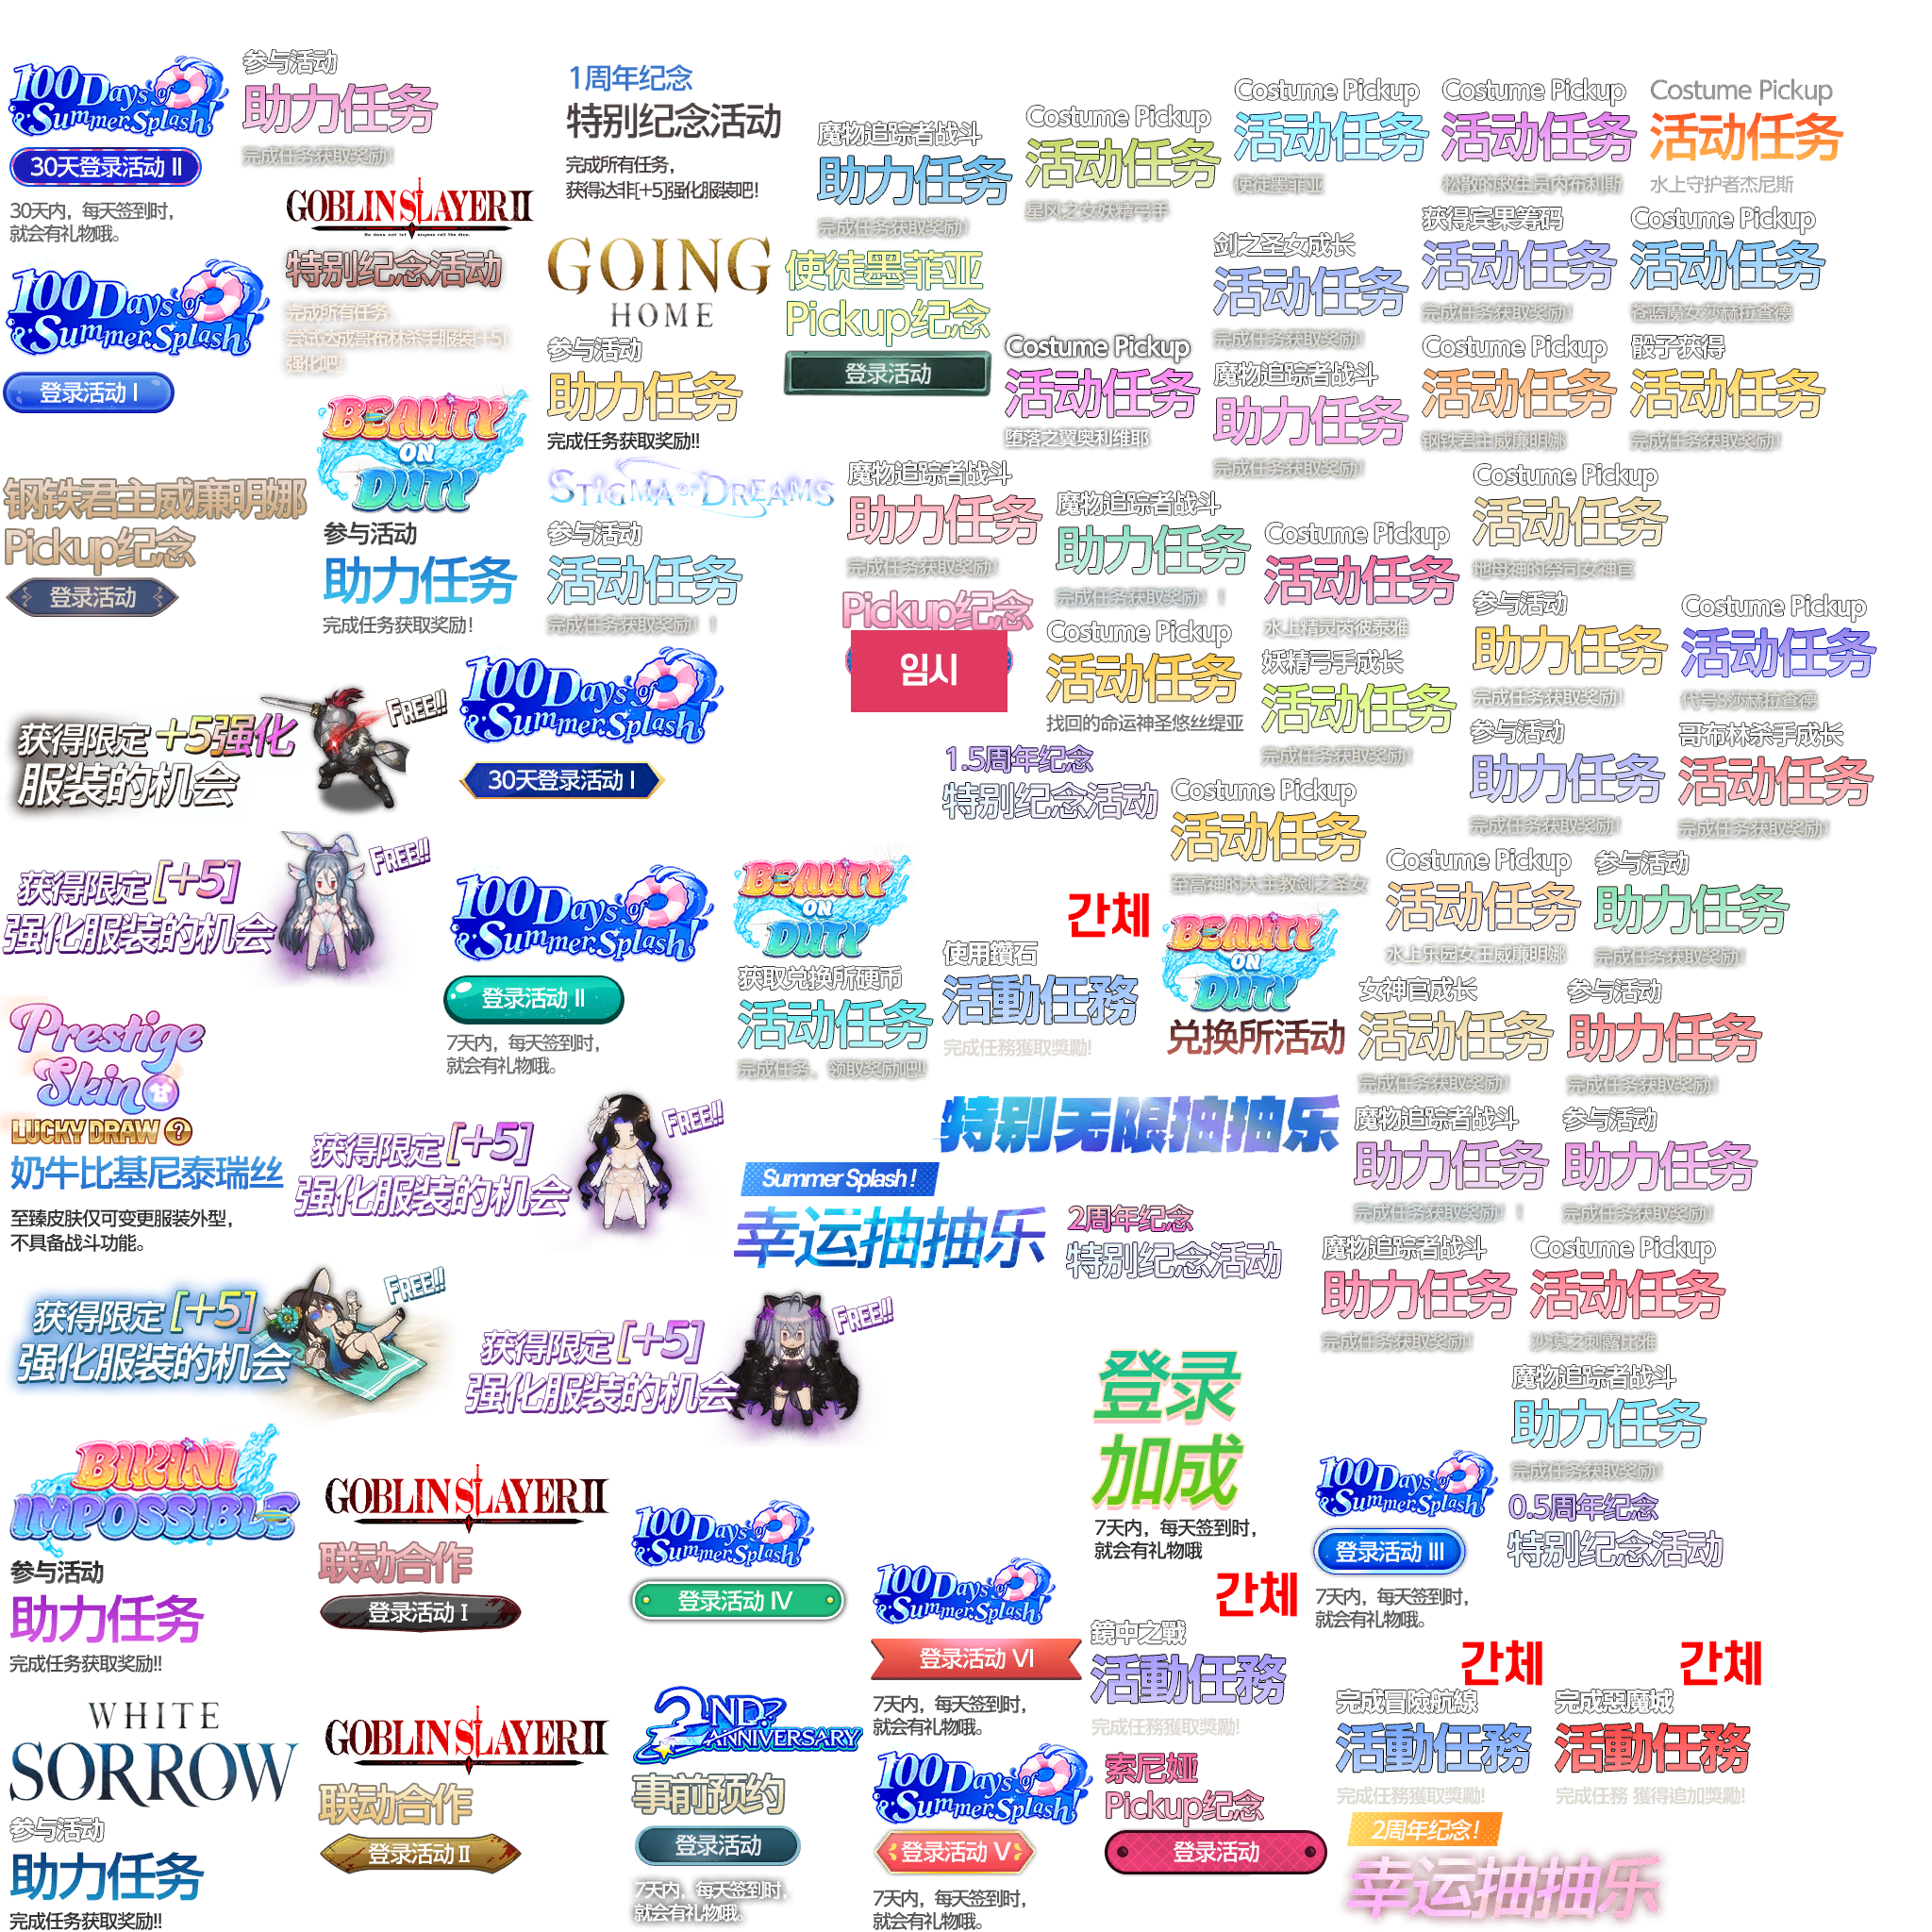 100 Days of
Summer Splash!
30天登录活动 II
30天内，每天签到时，
就会有礼物哦。
参与活动
助力任务
完成任务获取奖励!
1周年纪念
特别纪念活动
完成所有任务，
获得达非[+5]强化服装吧!
魔物追踪者战斗
助力任务
完成任务获取奖励!
Costume Pickup
活动任务
星风之女妖精弓手
Costume Pickup
活动任务
使徒墨菲亚
Costume Pickup
活动任务
松散的救生员内布利斯
Costume Pickup
活动任务
水上守护者杰尼斯
GOBLIN SLAYER II
He does not let anyone roll the dice.
特别纪念活动
完成所有任务，
尝试达成哥布林杀手服装[+5]
强化吧!
GOING
HOME
参与活动
助力任务
完成任务获取奖励!!
使徒墨菲亚
Pickup纪念
登录活动
剑之圣女成长
活动任务
完成任务获取奖励!
获得宾果筹码
活动任务
完成任务获取奖励!
Costume Pickup
活动任务
苍蓝魔女莎赫拉查德
100 Days of
Summer Splash!
登录活动 I
Costume Pickup
活动任务
堕落之翼奥利维耶
魔物追踪者战斗
助力任务
完成任务获取奖励!
Costume Pickup
活动任务
钢铁君主威廉明娜
骰子获得
活动任务
完成任务获取奖励!
BEAUTY
ON
DUTY
参与活动
助力任务
完成任务获取奖励!
STIGMA OF DREAMS
参与活动
活动任务
完成任务获取奖励! !
钢铁君主威廉明娜
Pickup纪念
登录活动
魔物追踪者战斗
助力任务
完成任务获取奖励!
魔物追踪者战斗
助力任务
完成任务获取奖励! !
Costume Pickup
活动任务
水上精灵芮彼泰雅
Costume Pickup
活动任务
地母神的祭司女神官
Pickup纪念
임시
Costume Pickup
活动任务
找回的命运神圣悠丝缇亚
妖精弓手成长
活动任务
完成任务获取奖励!
参与活动
助力任务
完成任务获取奖励!
Costume Pickup
活动任务
代号S莎赫拉查德
获得限定 +5强化
服装的机会
FREE!!
100 Days of
Summer Splash!
30天登录活动 I
1.5周年纪念
特别纪念活动
Costume Pickup
活动任务
至高神的大主教剑之圣女
参与活动
助力任务
完成任务获取奖励!
哥布林杀手成长
活动任务
完成任务获取奖励!
获得限定 [+5]
强化服装的机会
FREE!!
100 Days of
Summer Splash!
登录活动 II
7天内，每天签到时，
就会有礼物哦。
BEAUTY
ON
DUTY
获取兑换所硬币
活动任务
完成任务，领取奖励吧!!
간체
使用鑽石
活動任務
完成任務獲取獎勵!
BEAUTY
ON
DUTY
兑换所活动
Costume Pickup
活动任务
水上乐园女王威廉明娜
参与活动
助力任务
完成任务获取奖励!
女神官成长
活动任务
完成任务获取奖励!
参与活动
助力任务
完成任务获取奖励!
Prestige
Skin
LUCKY DRAW ?
奶牛比基尼泰瑞丝
至臻皮肤仅可变更服装外型，
不具备战斗功能。
获得限定 [+5]
强化服装的机会
FREE!!
特别无限抽抽乐
Summer Splash !
幸运抽抽乐
2周年纪念
特别纪念活动
魔物追踪者战斗
助力任务
完成任务获取奖励! !
参与活动
助力任务
完成任务获取奖励!
获得限定 [+5]
强化服装的机会
FREE!!
获得限定 [+5]
强化服装的机会
FREE!!
魔物追踪者战斗
助力任务
完成任务获取奖励!
Costume Pickup
活动任务
沙漠之刺露比雅
登录
加成
7天内，每天签到时，
就会有礼物哦
魔物追踪者战斗
助力任务
完成任务获取奖励!
BIKINI
IMPOSSIBLE
参与活动
助力任务
完成任务获取奖励!!
GOBLIN SLAYER II
联动合作
登录活动 I
100 Days of
Summer Splash!
登录活动 IV
100 Days of
Summer Splash!
登录活动 VI
7天内，每天签到时，
就会有礼物哦。
100 Days of
Summer Splash!
登录活动 III
7天内，每天签到时，
就会有礼物哦。
0.5周年纪念
特别纪念活动
간체
鏡中之戰
活動任務
完成任務獲取獎勵!
간체
完成冒險航線
活動任務
完成任務獲取獎勵!
간체
完成惡魔城
活動任務
完成任務 獲得追加獎勵!
WHITE
SORROW
参与活动
助力任务
完成任务获取奖励!!
GOBLIN SLAYER II
联动合作
登录活动 II
2ND
ANNIVERSARY
事前预约
登录活动
7天内，每天签到时，
就会有礼物哦。
100 Days of
Summer Splash!
登录活动 V
7天内，每天签到时，
就会有礼物哦。
索尼娅
Pickup纪念
登录活动
2周年纪念!
幸运抽抽乐